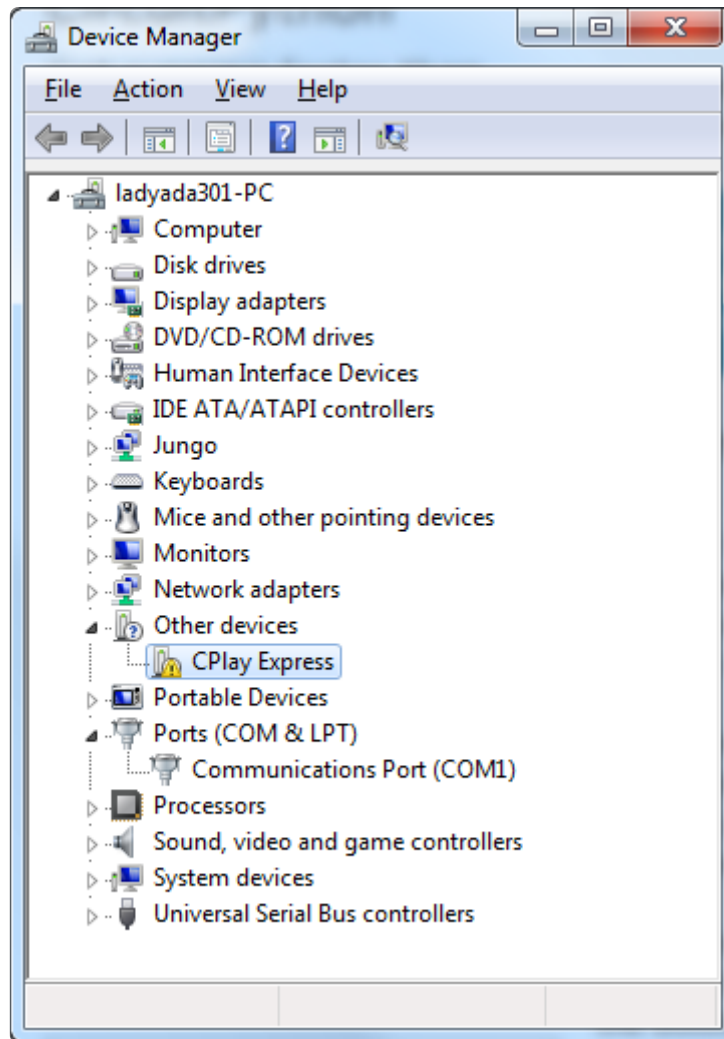 Device Manager
File Action View Help
ladyada301-PC
Computer
Disk drives
Display adapters
DVD/CD-ROM drives
Human Interface Devices
IDE ATA/ATAPI controllers
Jungo
Keyboards
Mice and other pointing devices
Monitors
Network adapters
Other devices
CPlay Express
Portable Devices
Ports (COM & LPT)
Communications Port (COM1)
Processors
Sound, video and game controllers
System devices
Universal Serial Bus controllers